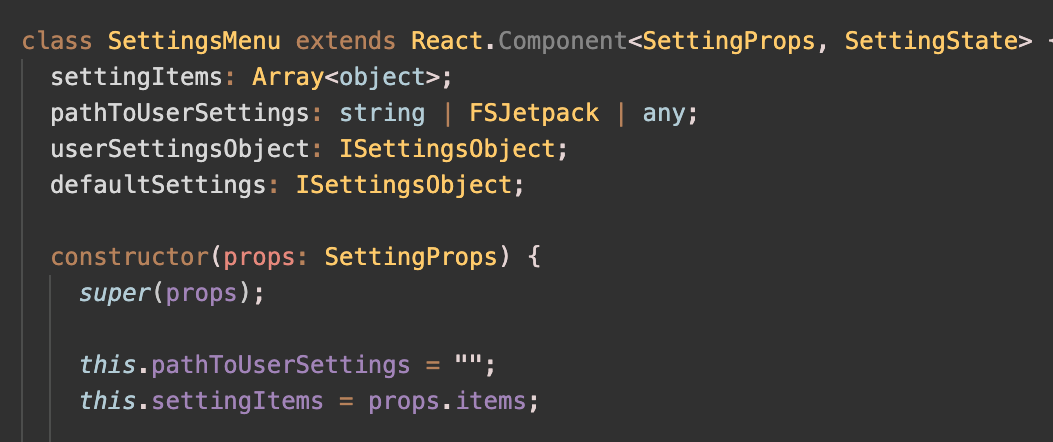 class SettingsMenu extends React.Component<SettingProps, SettingState> {
settingItems: Array<object>;
pathToUserSettings: string | FSJetpack | any;
userSettingsObject: ISettingsObject;
defaultSettings: ISettingsObject;
constructor(props: SettingProps) {
super(props);
this.pathToUserSettings = "";
this.settingItems = props.items;